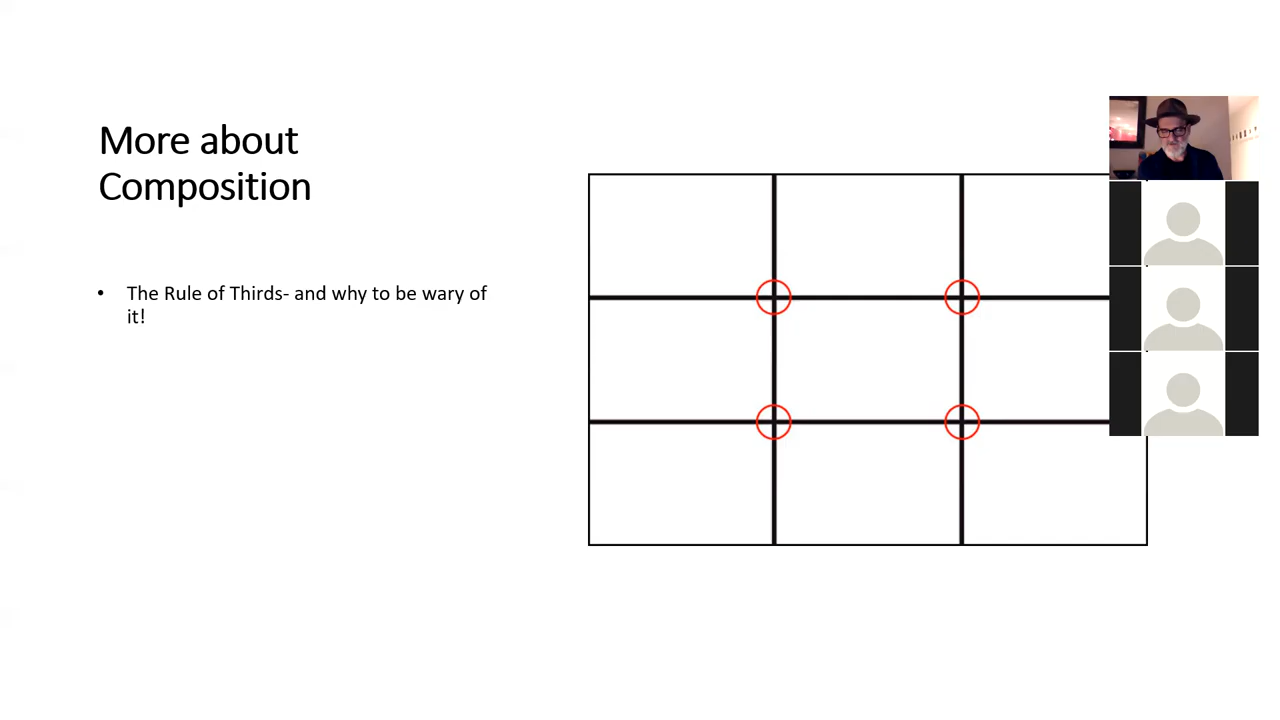 More about
Composition
• The Rule of Thirds- and why to be wary of
it!